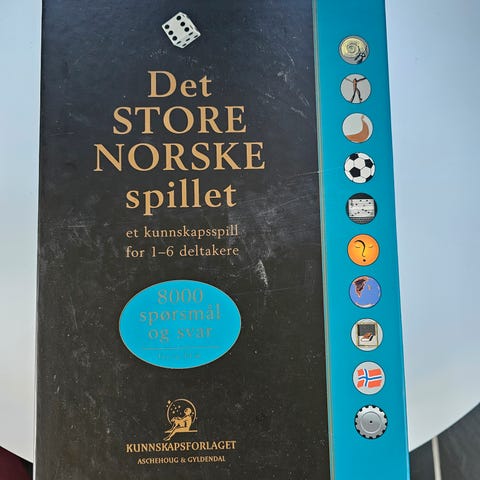 Det
STORE
NORSKE
spillet
et kunnskapsspill
for 1–6 deltakere
8000
spørsmål
og svar
KUNNSKAPSFORLAGET
ASCHEHOUG & GYLDENDAL